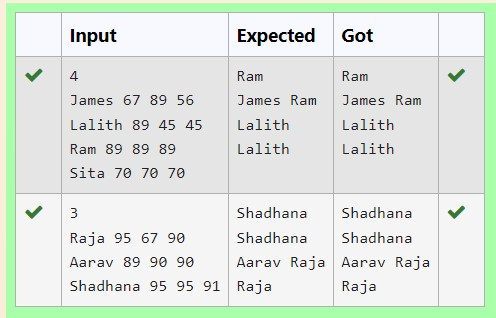 Input Expected Got
4 Ram Ram
James 67 89 56 James Ram James Ram
Lalith 89 45 45 Lalith Lalith
Ram 89 89 89 Lalith Lalith
Sita 70 70 70
3 Shadhana Shadhana
Raja 95 67 90 Shadhana Shadhana
Aarav 89 90 90 Aarav Raja Aarav Raja
Shadhana 95 95 91 Raja Raja